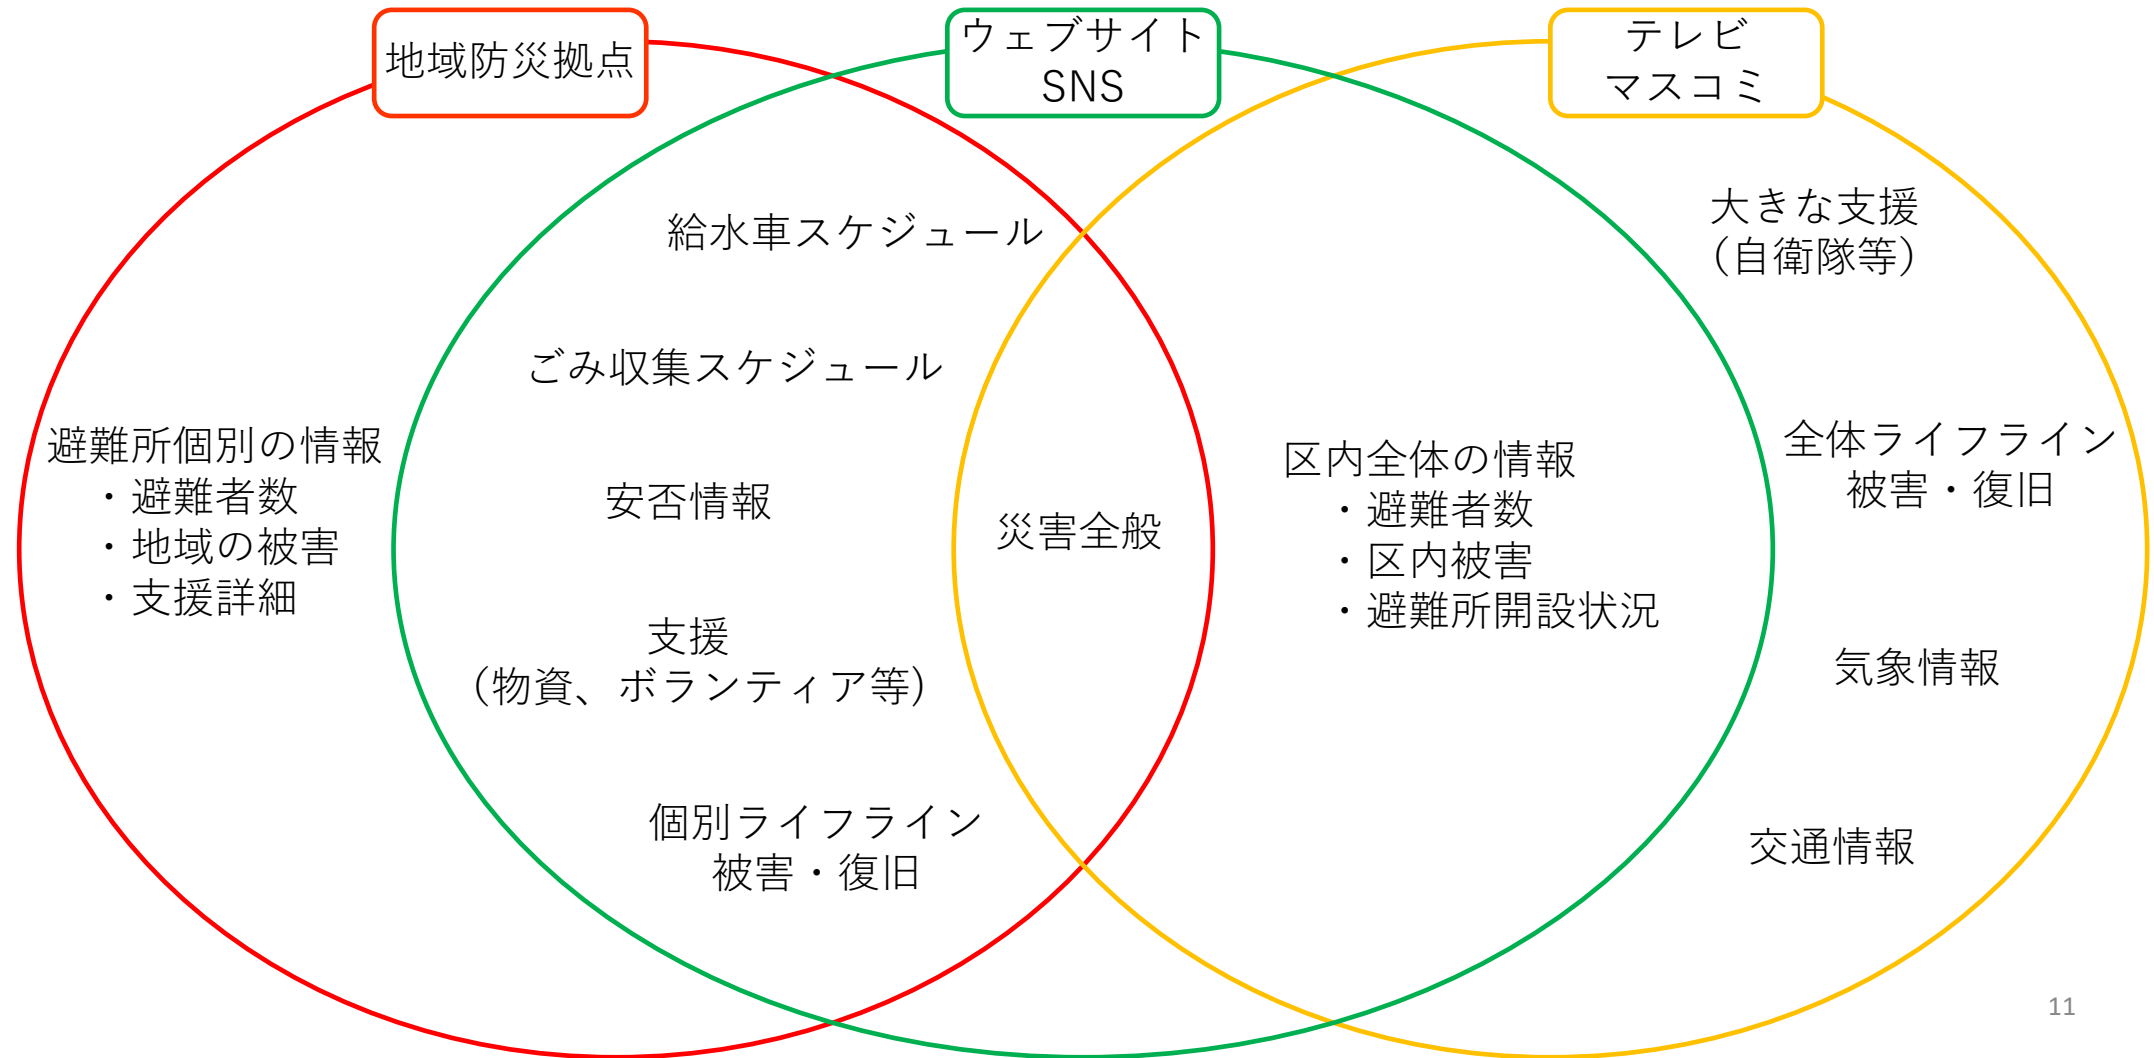 地域防災拠点
ウェブサイト
SNS
テレビ
マスコミ
避難所個別の情報
・避難者数
・地域の被害
・支援詳細
給水車スケジュール
ごみ収集スケジュール
安否情報
支援
（物資、ボランティア等）
個別ライフライン
被害・復旧
災害全般
区内全体の情報
・避難者数
・区内被害
・避難所開設状況
大きな支援
（自衛隊等）
全体ライフライン
被害・復旧
気象情報
交通情報
11